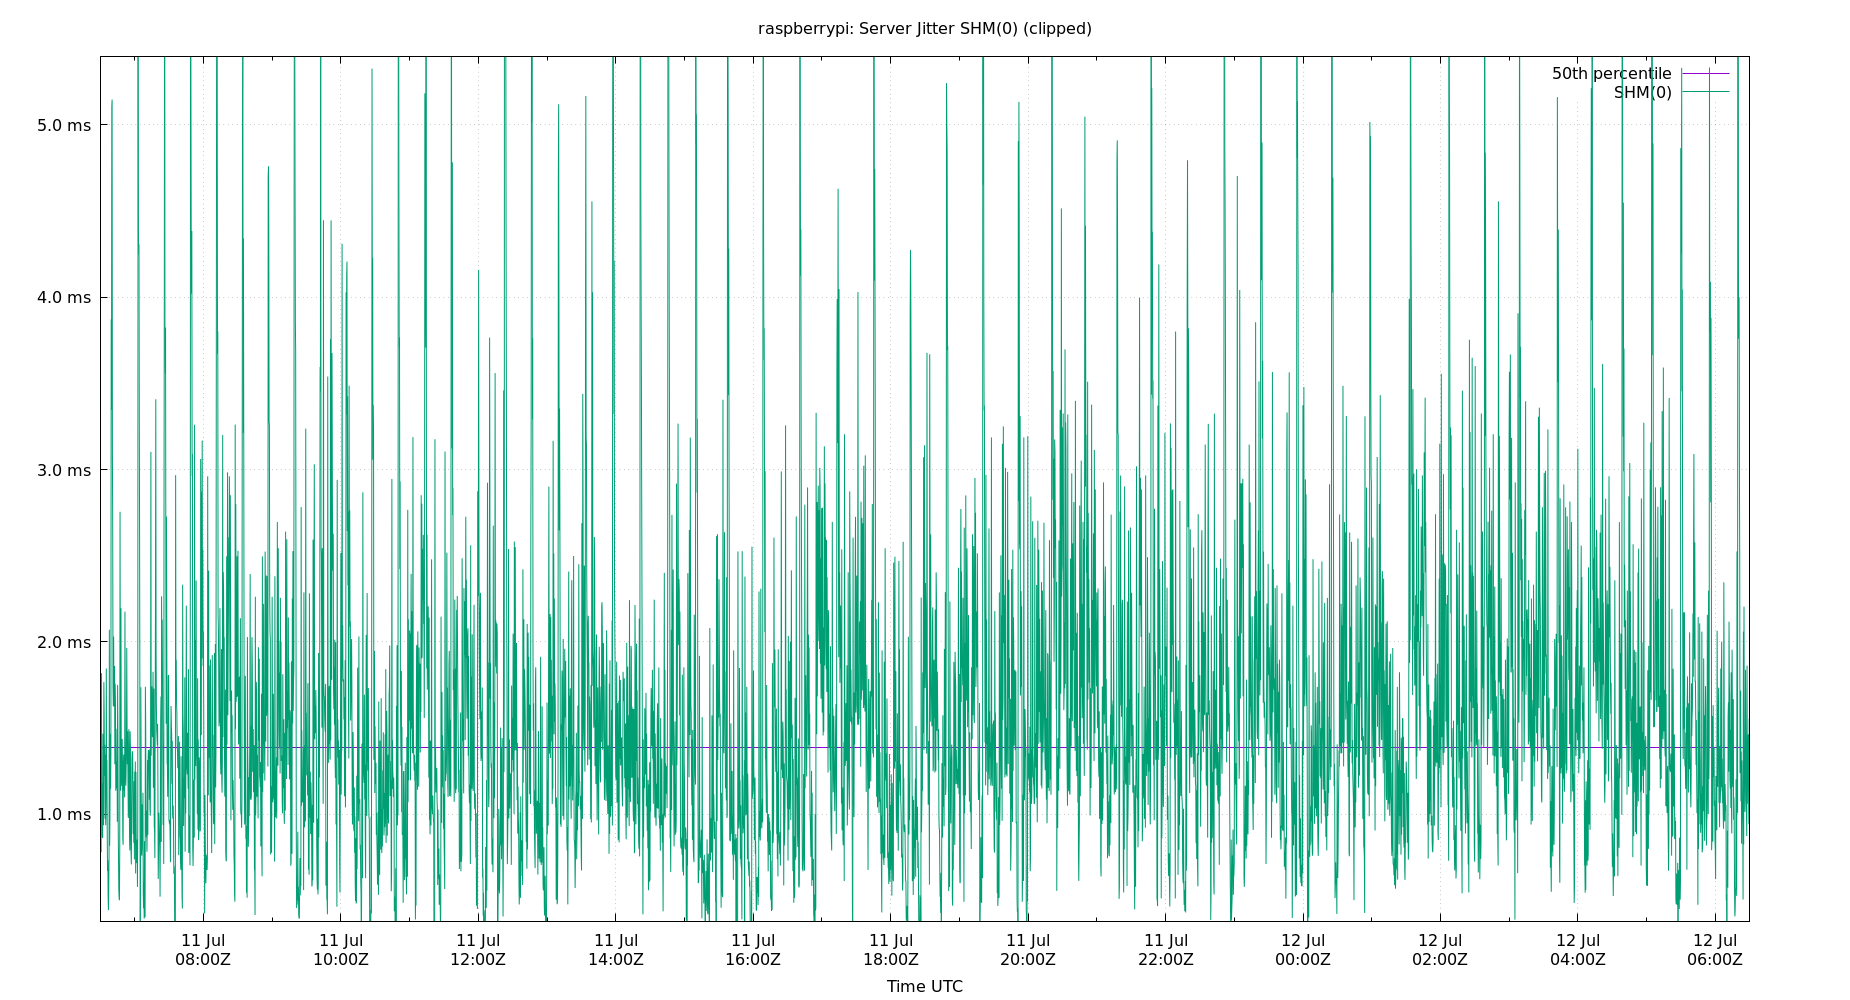 raspberrypi: Server Jitter SHM(0) (clipped)
50th percentile
SHM(0)
5.0 ms
4.0 ms
3.0 ms
2.0 ms
1.0 ms
11 Jul 11 Jul 11 Jul 11 Jul 11 Jul 11 Jul 11 Jul 11 Jul 12 Jul 12 Jul 12 Jul 12 Jul
08:00Z 10:00Z 12:00Z 14:00Z 16:00Z 18:00Z 20:00Z 22:00Z 00:00Z 02:00Z 04:00Z 06:00Z
Time UTC